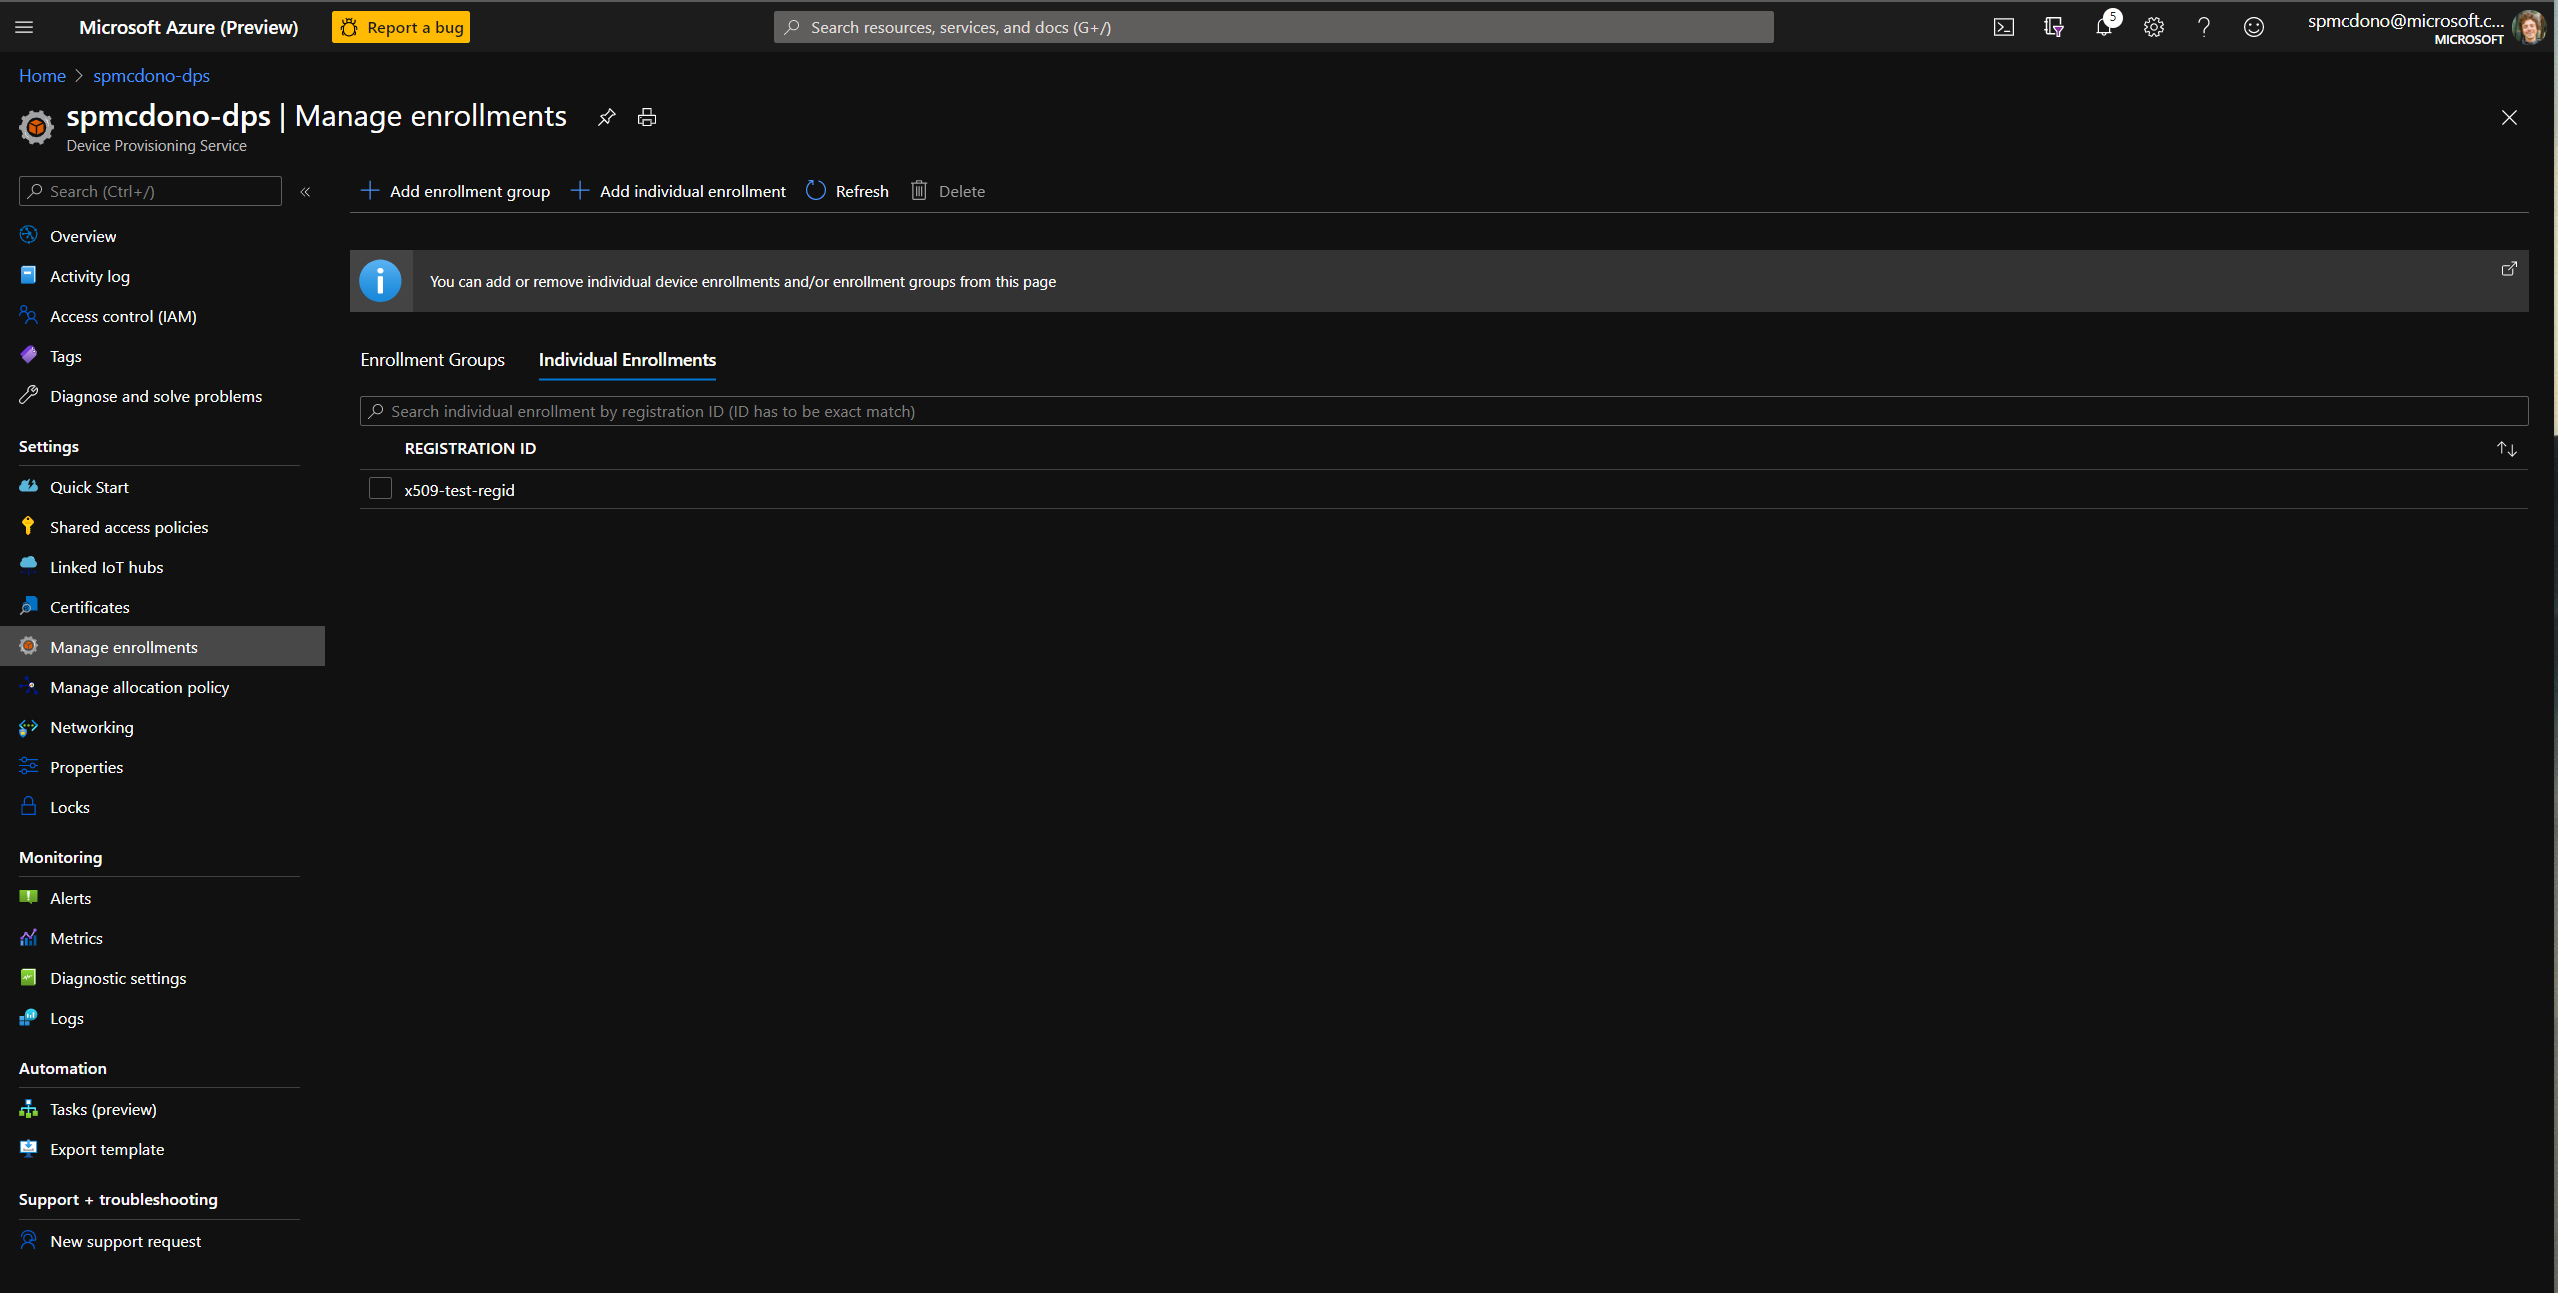 Microsoft Azure (Preview)
Report a bug
Search resources, services, and docs (G+/)
5
spmcdono@microsoft.c...
MICROSOFT
Home > spmcdono-dps
spmcdono-dps | Manage enrollments
Device Provisioning Service
Search (Ctrl+/)
«
Overview
Activity log
Access control (IAM)
Tags
Diagnose and solve problems
Settings
Quick Start
Shared access policies
Linked IoT hubs
Certificates
Manage enrollments
Manage allocation policy
Networking
Properties
Locks
Monitoring
Alerts
Metrics
Diagnostic settings
Logs
Automation
Tasks (preview)
Export template
Support + troubleshooting
New support request
Add enrollment group
Add individual enrollment
Refresh
Delete
You can add or remove individual device enrollments and/or enrollment groups from this page
Enrollment Groups
Individual Enrollments
Search individual enrollment by registration ID (ID has to be exact match)
REGISTRATION ID
x509-test-regid